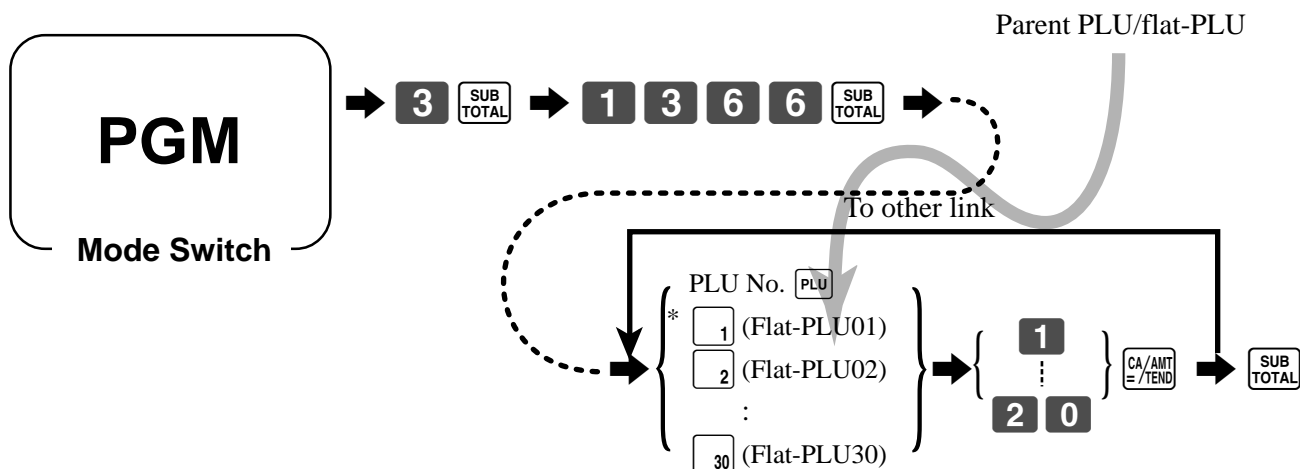 Parent PLU/flat-PLU
PGM
Mode Switch
3 SUB TOTAL 1 3 6 6 SUB TOTAL
To other link
PLU No. PLU
* 1 (Flat-PLU01)
2 (Flat-PLU02)
:
30 (Flat-PLU30)
1
2 0
CA/AMT
=/TEND
SUB
TOTAL